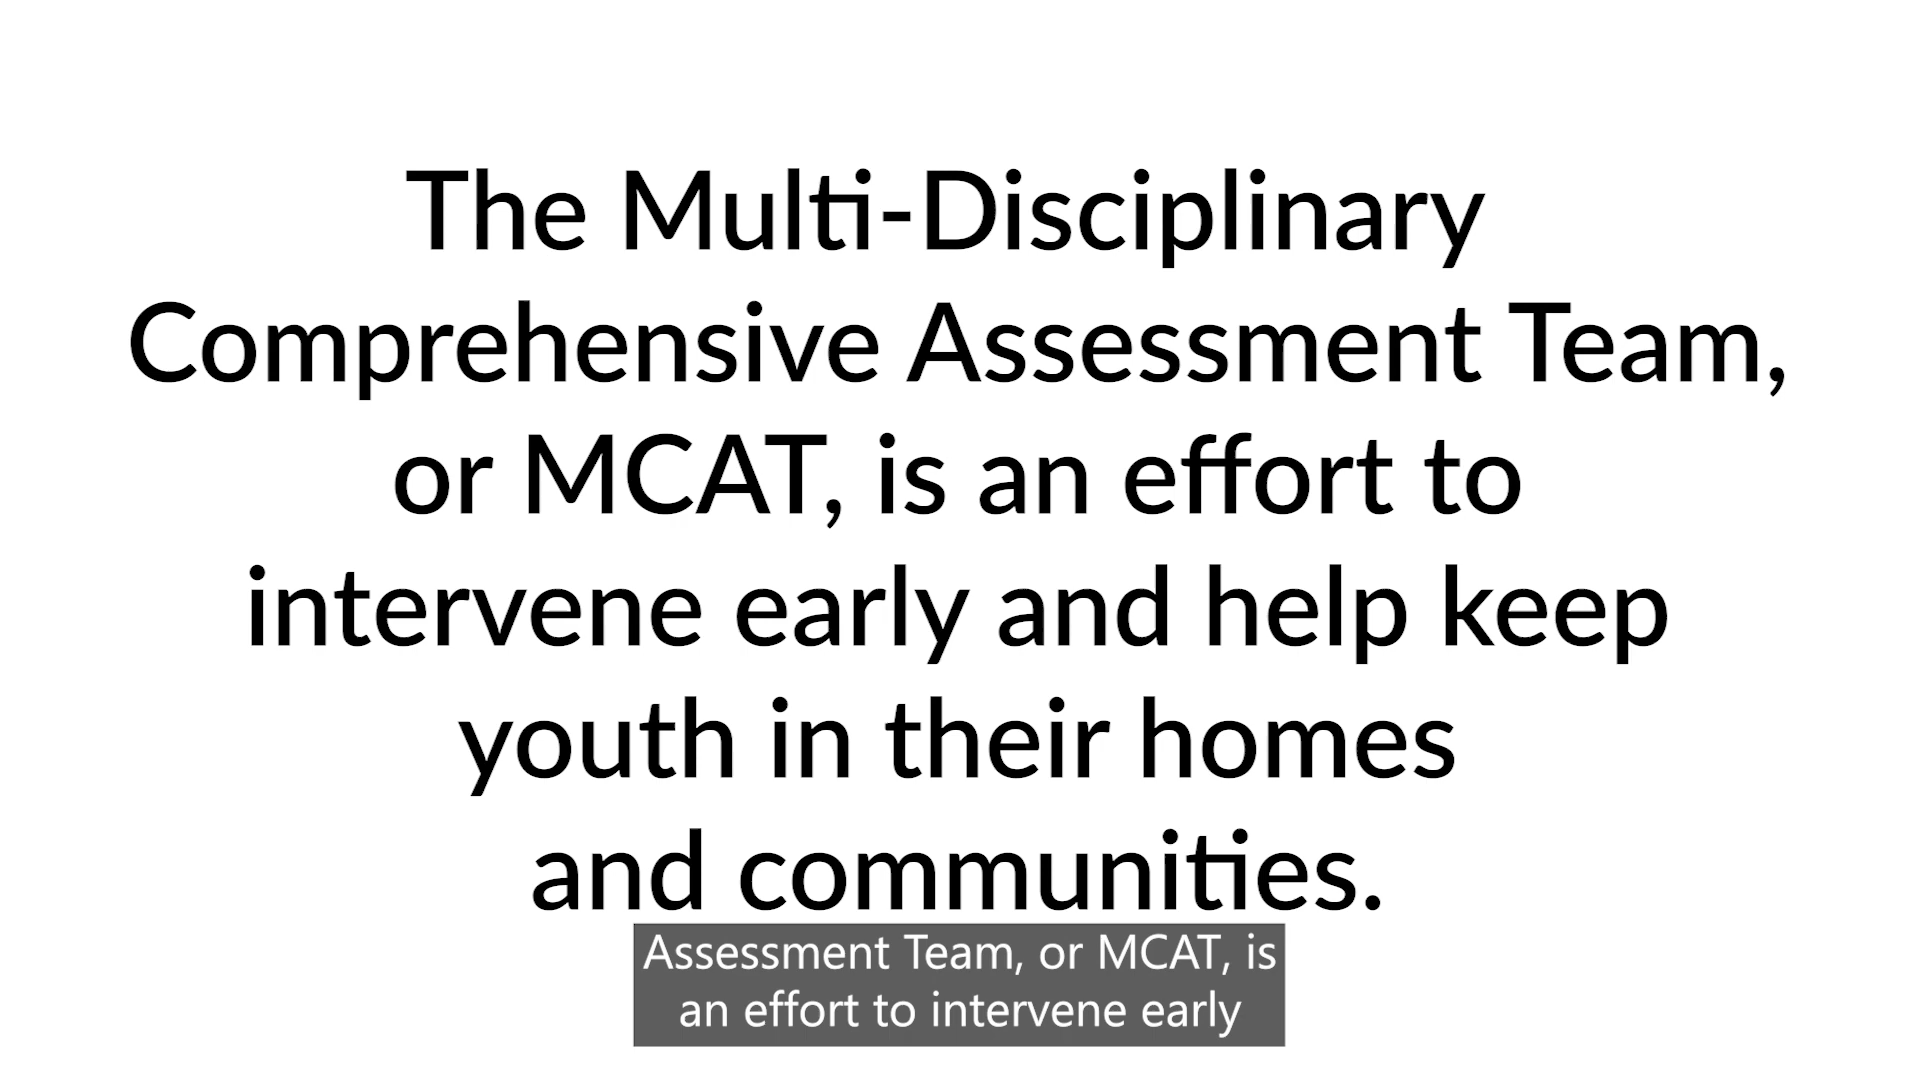 The Multi-Disciplinary
Comprehensive Assessment Team,
or MCAT, is an effort to
intervene early and help keep
youth in their homes
and communities.
Assessment Team, or MCAT, is
an effort to intervene early